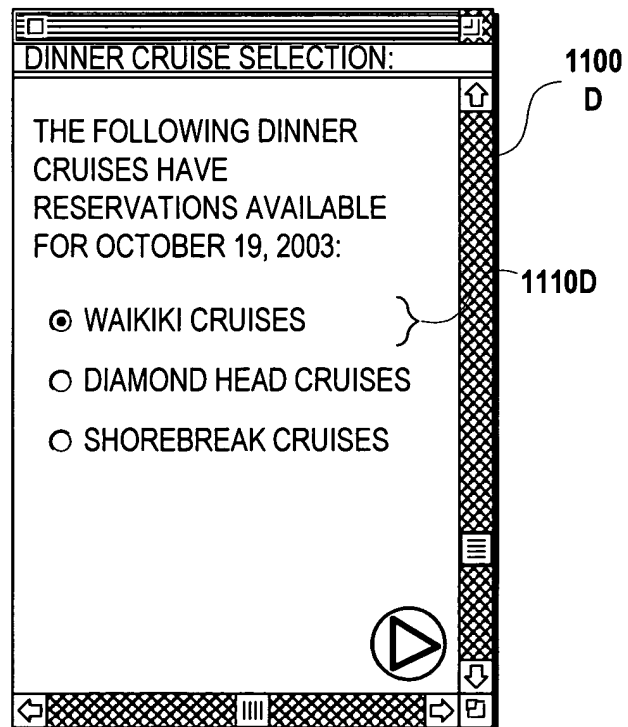 DINNER CRUISE SELECTION:
1100
D
THE FOLLOWING DINNER
CRUISES HAVE
RESERVATIONS AVAILABLE
FOR OCTOBER 19, 2003:
1110D
WAIKIKI CRUISES
DIAMOND HEAD CRUISES
SHOREBREAK CRUISES